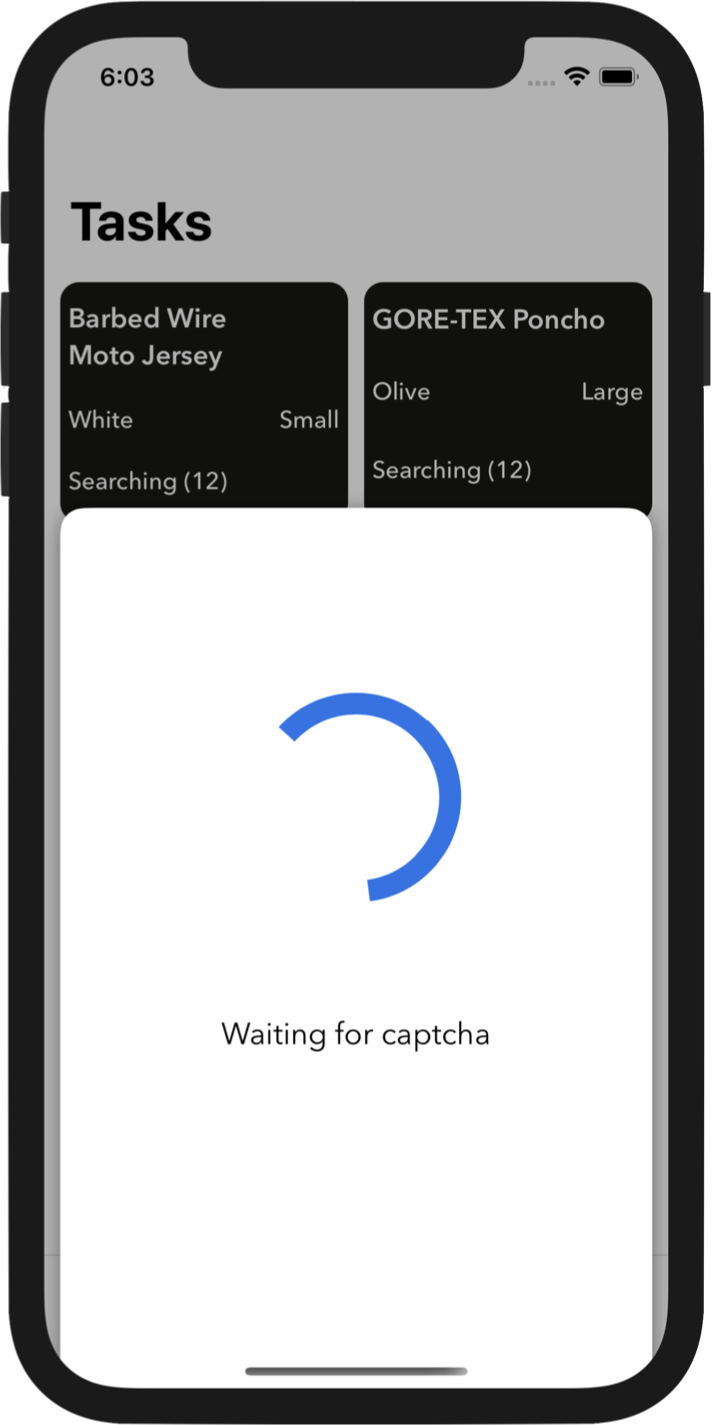 6:03
Tasks
Barbed Wire
Moto Jersey
White Small
Searching (12)
GORE-TEX Poncho
Olive Large
Searching (12)
Waiting for captcha